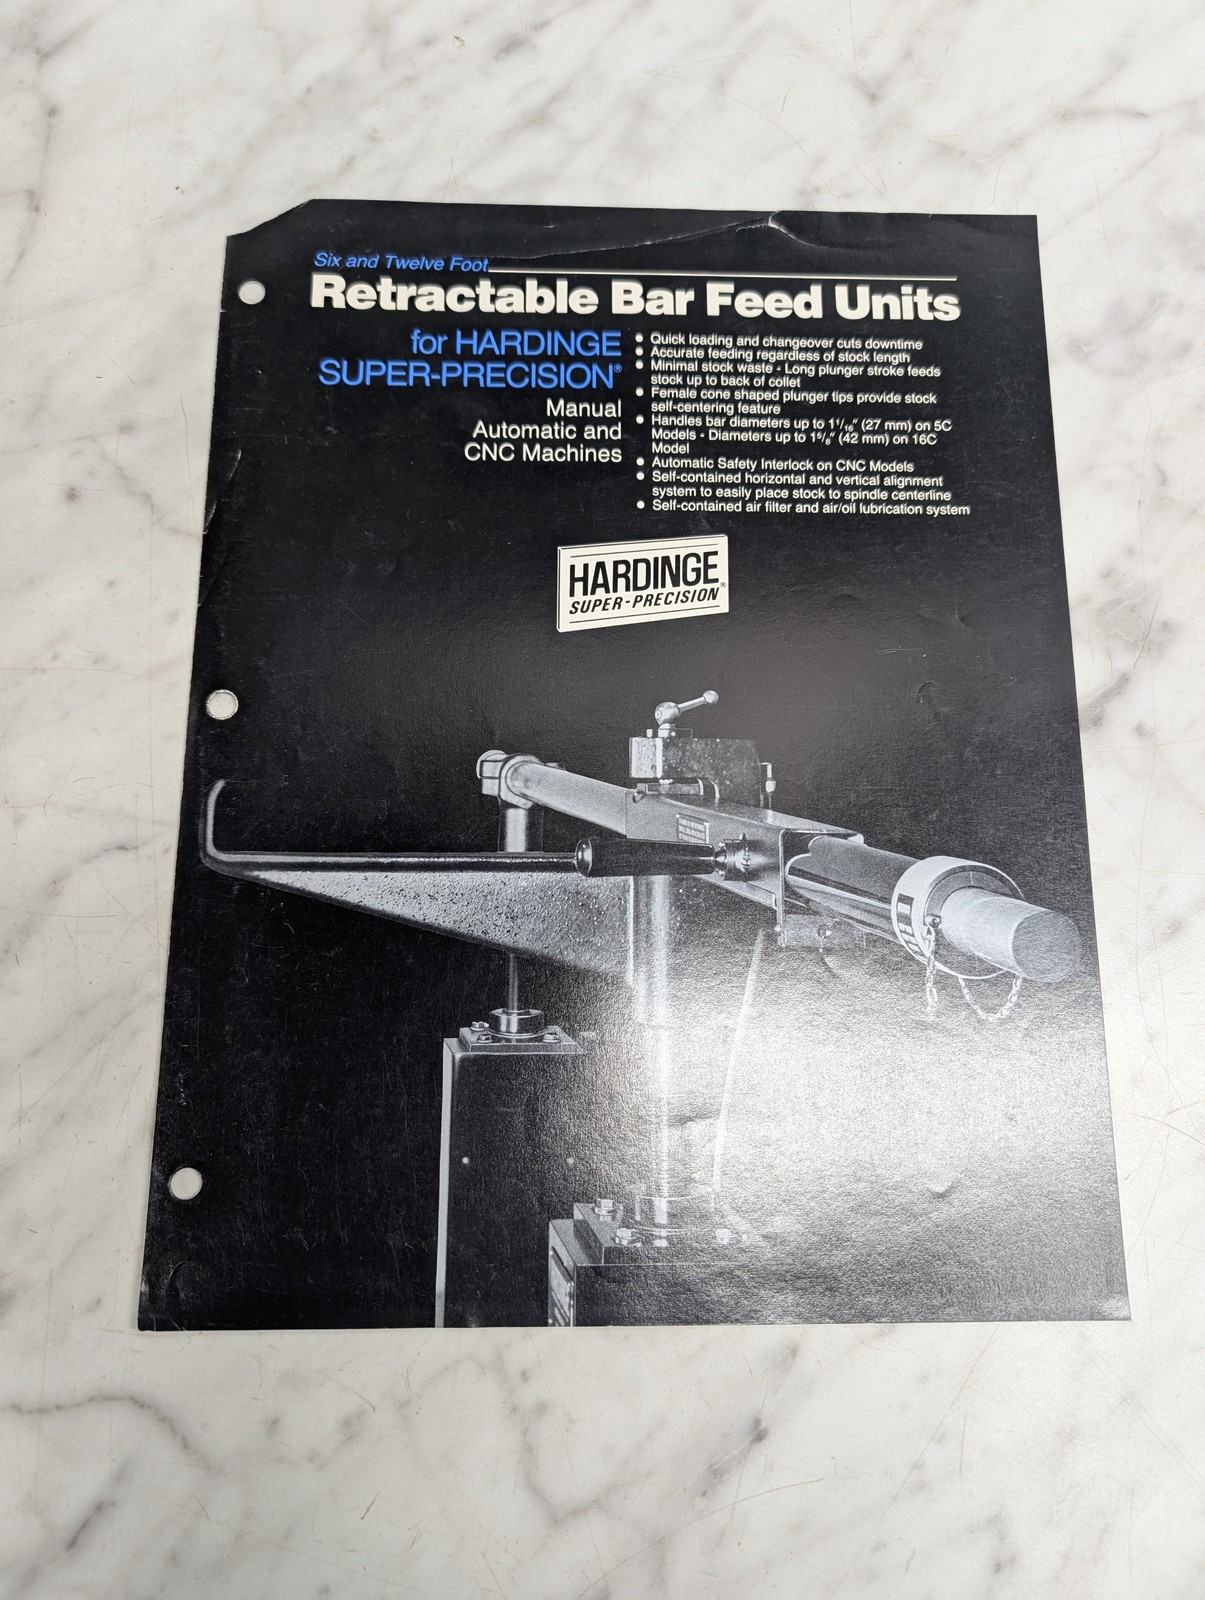 Six and Twelve Foot
Retractable Bar Feed Units
for HARDINGE
SUPER-PRECISION®
Manual
Automatic and
CNC Machines
• Quick loading and changeover cuts downtime
• Accurate feeding regardless of stock length
• Minimal stock waste - Long plunger stroke feeds
stock up to back of collet
• Female cone shaped plunger tips provide stock
self-centering feature
• Handles bar diameters up to 1 1/16" (27 mm) on 5C
Models - Diameters up to 1 5/8" (42 mm) on 16C
Model
• Automatic Safety Interlock on CNC Models
• Self-contained horizontal and vertical alignment
system to easily place stock to spindle centerline
• Self-contained air filter and air/oil lubrication system
HARDINGE
SUPER-PRECISION®